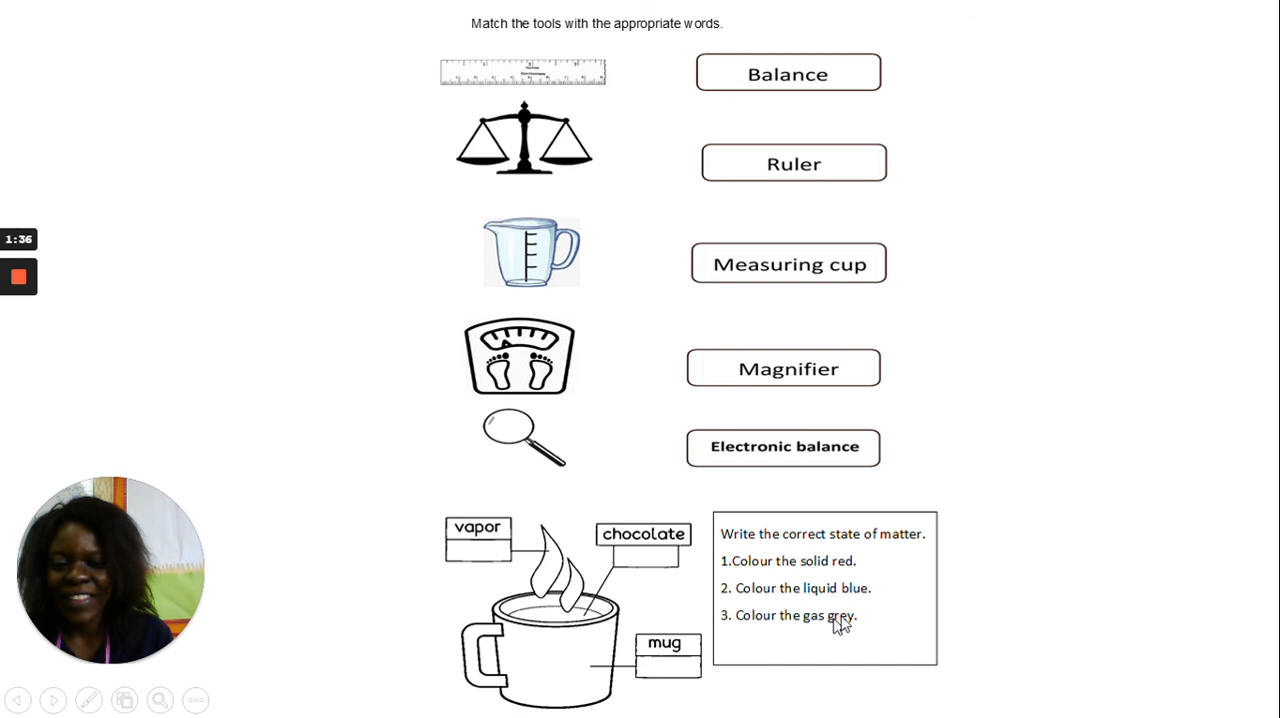 Match the tools with the appropriate words.
Balance
Ruler
1:36
Measuring cup
Magnifier
Electronic balance
vapor
chocolate
mug
Write the correct state of matter.
1.Colour the solid red.
2. Colour the liquid blue.
3. Colour the gas grey.